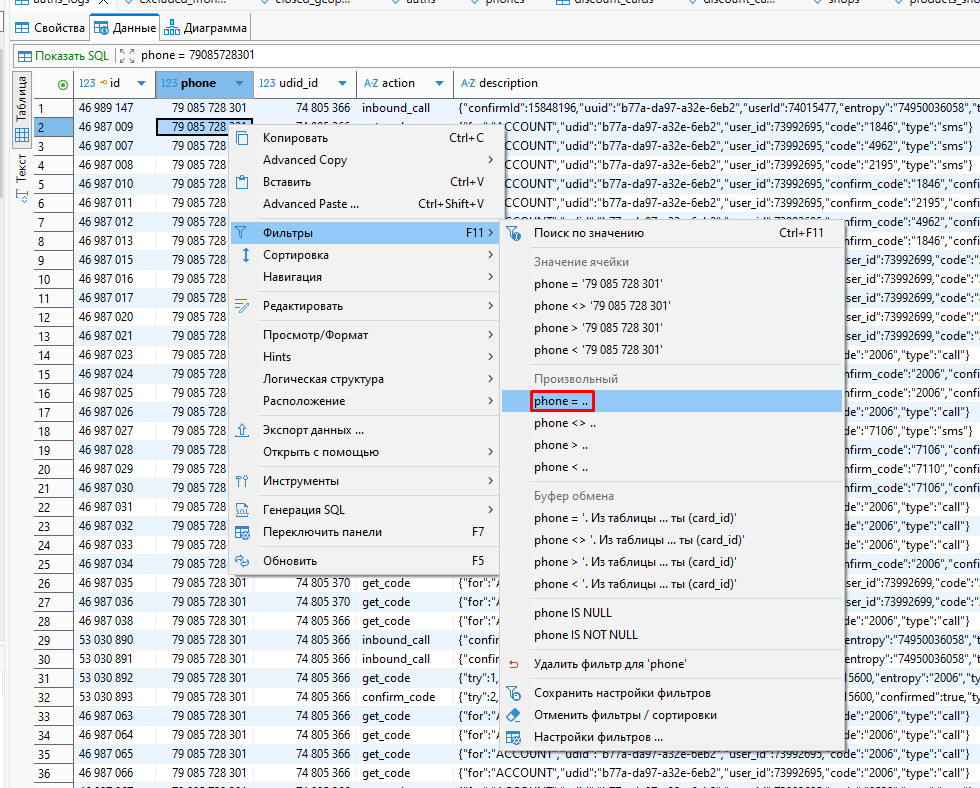 auths_logs
phones
auths
discount_cards
shops
Свойства Данные Диаграмма
Показать SQL phone = 79085728301
Таблица
Текст
123 id 123 phone 123 udid_id A-Z action A-Z description
1 46 989 147 79 085 728 301 74 805 366 inbound_call {"confirmId":15848196,"uuid":"b77a-da97-a32e-6eb2","userId":74015477,"entropy":"74950036058","t
2 46 987 009 79 085 728 301 ACCOUNT","udid":"b77a-da97-a32e-6eb2","user_id":73992695,"code":"1846","type":"sms"}
3 46 987 007 79 085 728 ACCOUNT","udid":"b77a-da97-a32e-6eb2","user_id":73992695,"code":"4962","type":"sms"}
4 46 987 008 79 085 728 ACCOUNT","udid":"b77a-da97-a32e-6eb2","user_id":73992695,"code":"2195","type":"sms"}
5 46 987 010 79 085 728 ACCOUNT","udid":"b77a-da97-a32e-6eb2","user_id":73992695,"confirm_code":"1846","confi
6 46 987 011 79 085 728 ACCOUNT","udid":"b77a-da97-a32e-6eb2","user_id":73992695,"confirm_code":"2195","confi
7 46 987 012 79 085 728 "confirm_code":"4962","confi
8 46 987 013 79 085 728 nfirm_code":"1846","confi
9 46 987 015 79 085 728 ser_id":73992699,"code":"
10 46 987 016 79 085 728 ser_id":73992699,"code":"
11 46 987 017 79 085 728 ser_id":73992699,"code":"
12 46 987 020 79 085 728 ser_id":73992699,"code":"
13 46 987 021 79 085 728 ser_id":73992699,"code":"
14 46 987 023 79 085 728 de":"2006","type":"call"}
15 46 987 024 79 085 728 nfirm_code":"2006","confi
16 46 987 025 79 085 728 nfirm_code":"2006","confi
17 46 987 026 79 085 728 de":"2006","type":"call"}
18 46 987 027 79 085 728 de":"7106","type":"sms"}
19 46 987 028 79 085 728 nfirm_code":"7106","confi
20 46 987 029 79 085 728 nfirm_code":"7110","confi
21 46 987 030 79 085 728 nfirm_code":"7106","confi
22 46 987 031 79 085 728 de":"2006","type":"call"}
23 46 987 032 79 085 728 de":"2006","type":"call"}
24 46 987 033 79 085 728 de":"2006","type":"call"}
25 46 987 034 79 085 728 nfirm_code":"2006","confi
26 46 987 035 79 085 728 301 74 805 370 get_code {"for":"A ser_id":73992699,"code":"
27 46 987 036 79 085 728 301 74 805 370 get_code {"for":"A ser_id":73992699,"code":"
28 46 987 038 79 085 728 301 74 805 366 get_code {"for":"A de":"2006","type":"call"}
29 53 030 890 79 085 728 301 74 805 366 inbound_call {"confir entropy":"74950036058","t
30 53 030 891 79 085 728 301 74 805 366 inbound_call {"confir entropy":"74950036058","t
31 53 030 892 79 085 728 301 74 805 366 get_code {"try":1, 15600,"entropy":"2006","ty
32 53 030 893 79 085 728 301 74 805 366 confirm_code {"try":2, 15600,"confirmed":true,"ty
33 46 987 063 79 085 728 301 74 805 366 get_code {"for":"A de":"2006","type":"call"}
34 46 987 064 79 085 728 301 74 805 366 get_code {"for":"A de":"2006","type":"call"}
35 46 987 065 79 085 728 301 74 805 366 get_code {"for":"ACCOUNT","udid":"b77a-da97-a32e-6eb2","user_id":73992695,"code":"2006","type":"call"}
36 46 987 066 79 085 728 301 74 805 366 get_code {"for":"ACCOUNT","udid":"b77a-da97-a32e-6eb2","user_id":73992695,"code":"2006","type":"call"}
Копировать Ctrl+C
Advanced Copy
Вставить Ctrl+V
Advanced Paste ... Ctrl+Shift+V
Фильтры F11
Сортировка
Навигация
Редактировать
Просмотр/Формат
Hints
Логическая структура
Расположение
Экспорт данных ...
Открыть с помощью
Инструменты
Генерация SQL
Переключить панели F7
Обновить F5
Поиск по значению Ctrl+F11
Значение ячейки
phone = '79 085 728 301'
phone <> '79 085 728 301'
phone > '79 085 728 301'
phone < '79 085 728 301'
Произвольный
phone = ..
phone <> ..
phone > ..
phone < ..
Буфер обмена
phone = '. Из таблицы ... ты (card_id)'
phone <> '. Из таблицы ... ты (card_id)'
phone > '. Из таблицы ... ты (card_id)'
phone < '. Из таблицы ... ты (card_id)'
phone IS NULL
phone IS NOT NULL
Удалить фильтр для 'phone'
Сохранить настройки фильтров
Отменить фильтры / сортировки
Настройки фильтров ...